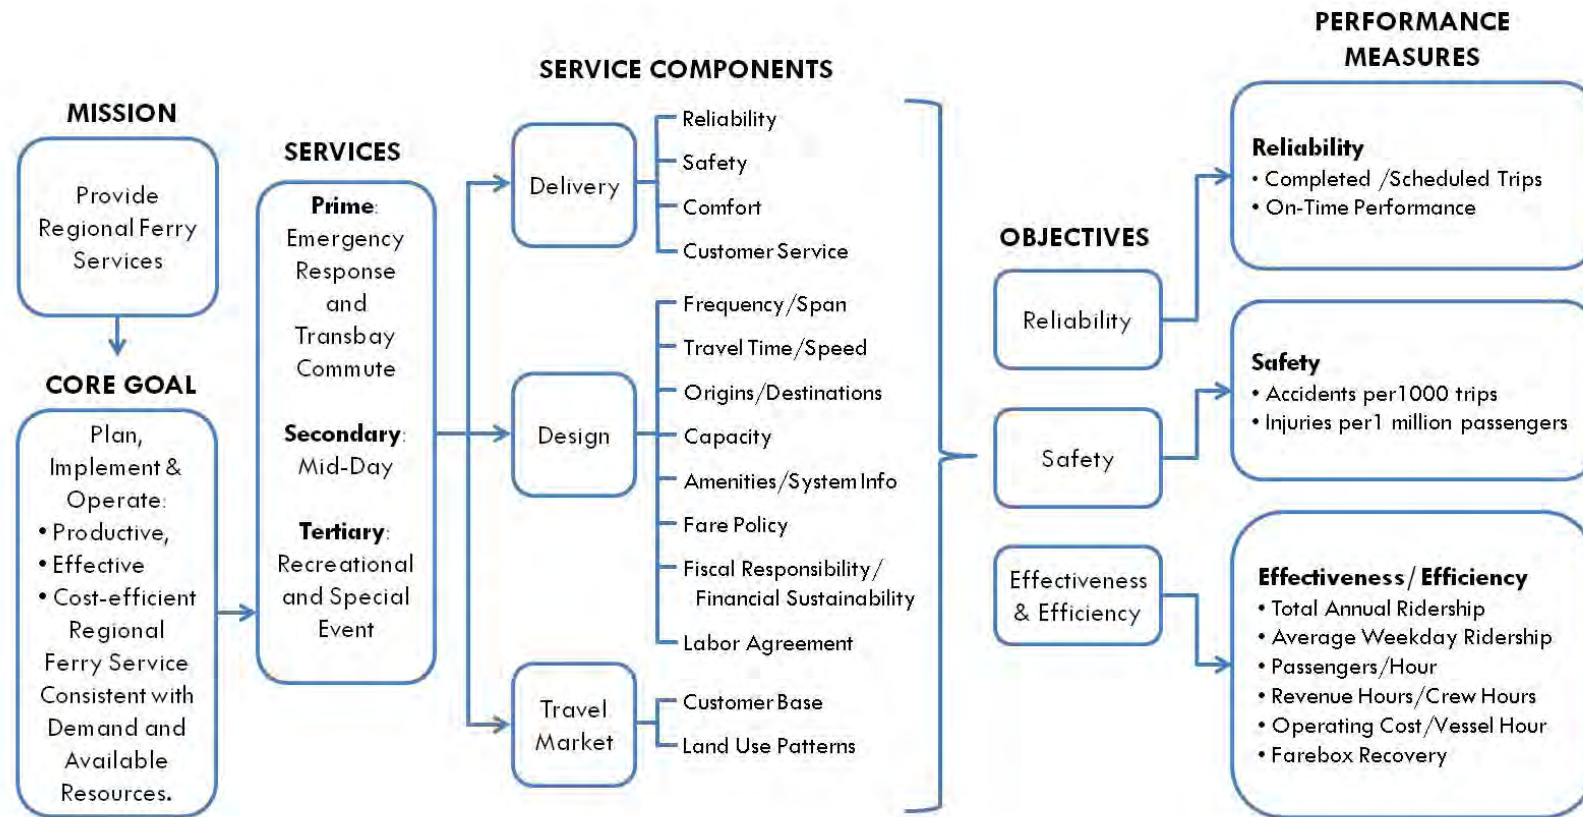 MISSION
Provide
Regional Ferry
Services
CORE GOAL
Plan,
Implement &
Operate:
• Productive,
• Effective
• Cost-efficient
Regional
Ferry Service
Consistent with
Demand and
Available
Resources.
SERVICES
Prime:
Emergency
Response
and
Transbay
Commute
Secondary:
Mid-Day
Tertiary:
Recreational
and Special
Event
SERVICE COMPONENTS
Delivery
Reliability
Safety
Comfort
Customer Service
Design
Frequency/Span
Travel Time/Speed
Origins/Destinations
Capacity
Amenities/System Info
Fare Policy
Fiscal Responsibility/
Financial Sustainability
Labor Agreement
Travel
Market
Customer Base
Land Use Patterns
OBJECTIVES
Reliability
Safety
Effectiveness
& Efficiency
PERFORMANCE
MEASURES
Reliability
• Completed /Scheduled Trips
• On-Time Performance
Safety
• Accidents per1000 trips
• Injuries per1 million passengers
Effectiveness/ Efficiency
• Total Annual Ridership
• Average Weekday Ridership
• Passengers/Hour
• Revenue Hours/Crew Hours
• Operating Cost/Vessel Hour
• Farebox Recovery